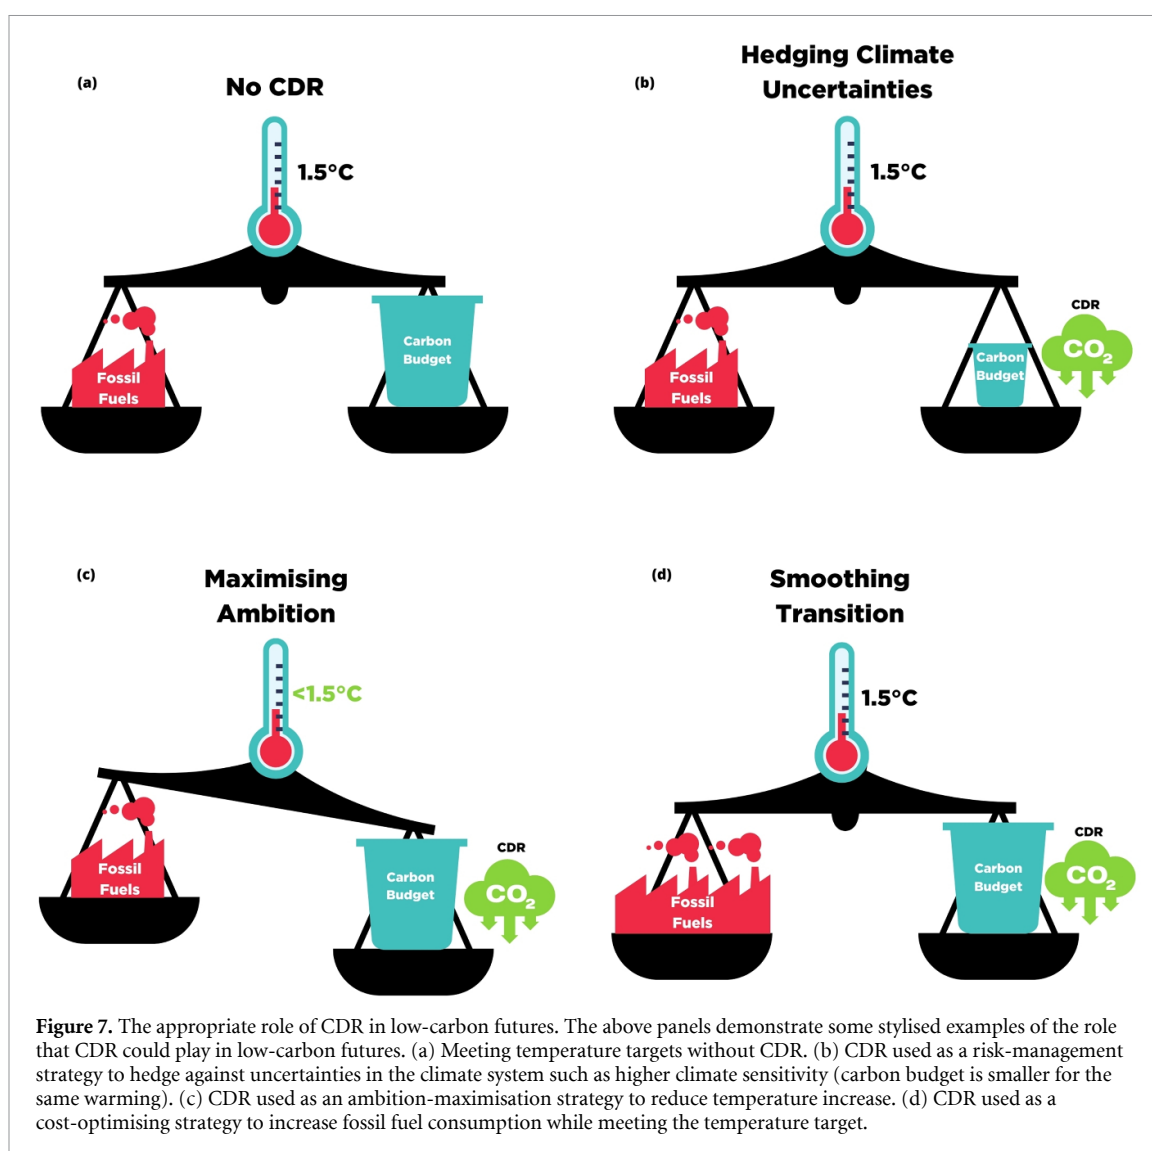 (a)
No CDR
1.5°C
Fossil
Fuels
Carbon
Budget
(b)
Hedging Climate
Uncertainties
1.5°C
Fossil
Fuels
Carbon
Budget
CDR
CO2
(c)
Maximising
Ambition
<1.5°C
Fossil
Fuels
Carbon
Budget
CDR
CO2
(d)
Smoothing
Transition
1.5°C
Fossil
Fuels
Carbon
Budget
CDR
CO2
Figure 7. The appropriate role of CDR in low-carbon futures. The above panels demonstrate some stylised examples of the role
that CDR could play in low-carbon futures. (a) Meeting temperature targets without CDR. (b) CDR used as a risk-management
strategy to hedge against uncertainties in the climate system such as higher climate sensitivity (carbon budget is smaller for the
same warming). (c) CDR used as an ambition-maximisation strategy to reduce temperature increase. (d) CDR used as a
cost-optimising strategy to increase fossil fuel consumption while meeting the temperature target.